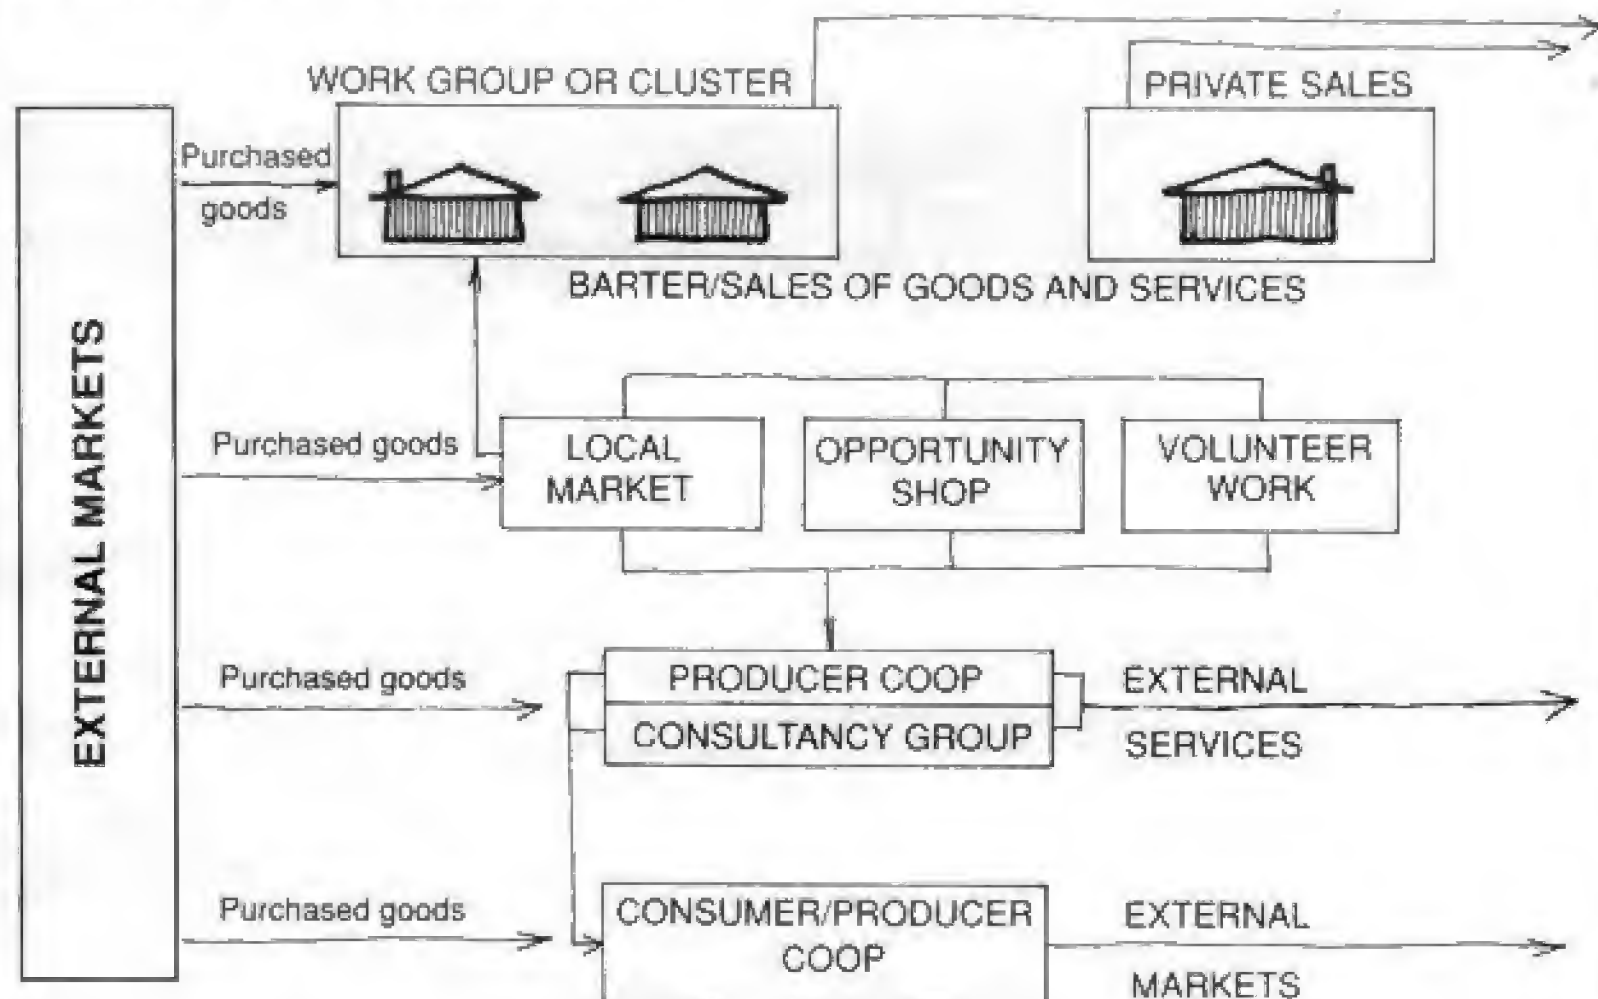 WORK GROUP OR CLUSTER
PRIVATE SALES
Purchased
goods
BARTER/SALES OF GOODS AND SERVICES
EXTERNAL MARKETS
Purchased goods
LOCAL
MARKET
OPPORTUNITY
SHOP
VOLUNTEER
WORK
Purchased goods
PRODUCER COOP
CONSULTANCY GROUP
EXTERNAL
SERVICES
Purchased goods
CONSUMER/PRODUCER
COOP
EXTERNAL
MARKETS